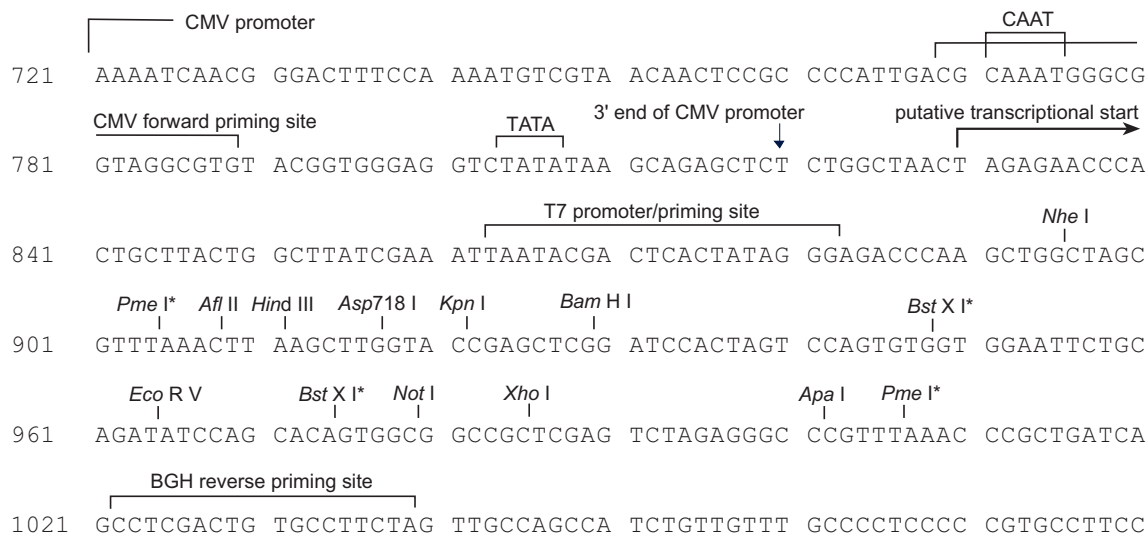 CMV promoter CAAT
721 AAAATCAACG GGACTTTCCA AAATGTCGTA ACAACTCCGC CCCATTGACG CAAATGGGCG
CMV forward priming site TATA 3' end of CMV promoter putative transcriptional start
781 GTAGGCGTGT ACGGTGGGAG GTCTATATAA GCAGAGCTCT CTGGCTAACT AGAGAACCCA
T7 promoter/priming site Nhe I
841 CTGCTTACTG GCTTATCGAA ATTAATACGA CTCACTATAGG GAGACCCAA GCTGGCTAGC
Pme I* Afl II Hind III Asp718 I Kpn I Bam H I Bst X I*
901 GTTTAAACTT AAGCTTGGTA CCGAGCTCGG ATCCACTAGT CCAGTGTGGT GGAATTCTGC
Eco R V Bst X I* Not I Xho I Apa I Pme I*
961 AGATATCCAG CACAGTGGCG GCCGCTCGAG TCTAGAGGGC CCGTTTAAAC CCGCTGATCA
BGH reverse priming site
1021 GCCTCGACTG TGCCTTCTAG TTGCCAGCCA TCTGTTGTTT GCCCCTCCCC CGTGCCTTCC